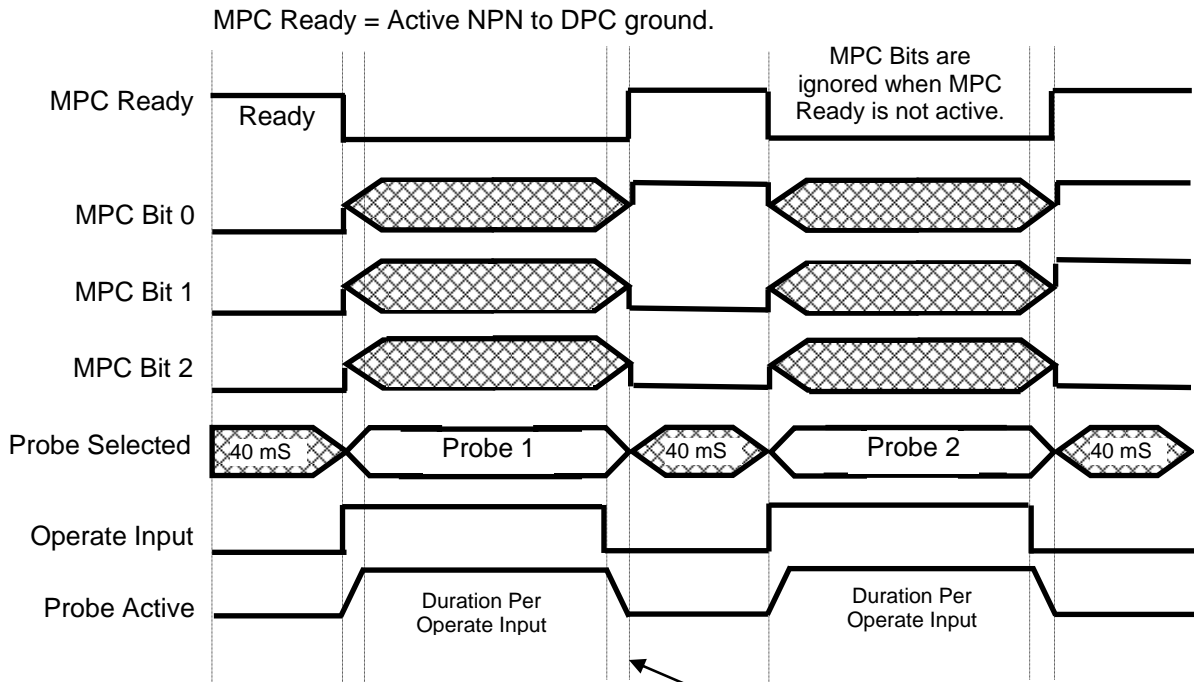 MPC Ready = Active NPN to DPC ground.
MPC Ready
Ready
MPC Bits are
ignored when MPC
Ready is not active.
MPC Bit 0
MPC Bit 1
MPC Bit 2
Probe Selected
40 mS
Probe 1
40 mS
Probe 2
40 mS
Operate Input
Probe Active
Duration Per
Operate Input
Duration Per
Operate Input